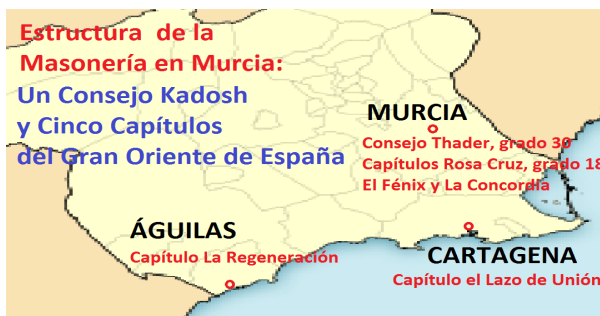 Estructura de la
Masonería en Murcia:
Un Consejo Kadosh
y Cinco Capítulos
del Gran Oriente de España
MURCIA
Consejo Thader, grado 30
Capítulos Rosa Cruz, grado 18
El Fénix y La Concordia
ÁGUILAS
Capítulo La Regeneración
CARTAGENA
Capítulo el Lazo de Unión